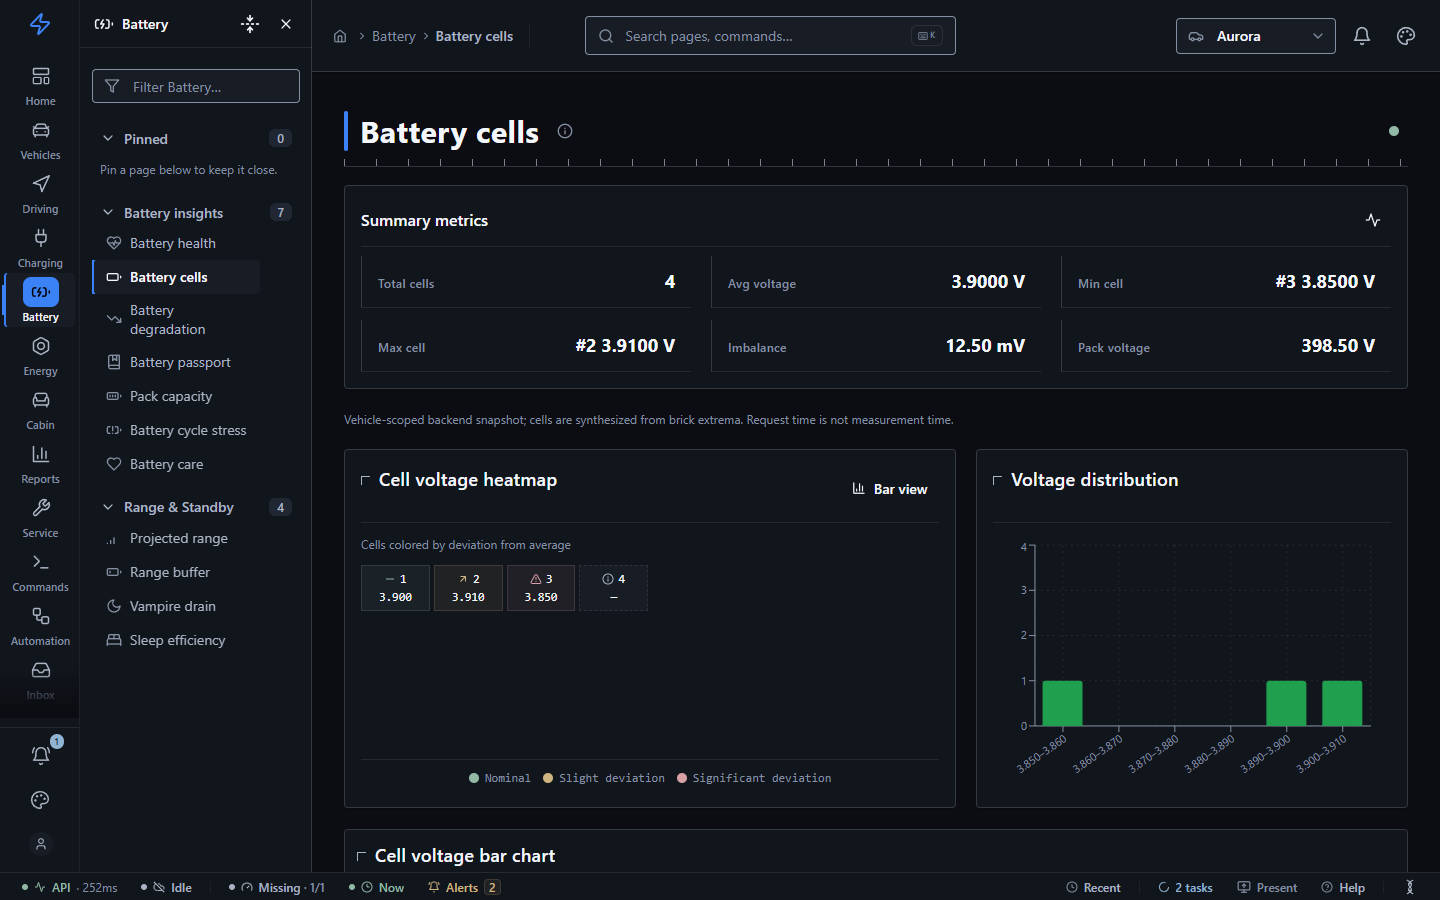 Battery
Home
Vehicles
Driving
Charging
Battery
Energy
Cabin
Reports
Service
Commands
Automation
Inbox
1
Filter Battery...
Pinned 0
Pin a page below to keep it close.
Battery insights 7
Battery health
Battery cells
Battery
degradation
Battery passport
Pack capacity
Battery cycle stress
Battery care
Range & Standby 4
Projected range
Range buffer
Vampire drain
Sleep efficiency
Battery Battery cells
Search pages, commands... K
Aurora
Battery cells
Summary metrics
Total cells 4
Avg voltage 3.9000 V
Min cell #3 3.8500 V
Max cell #2 3.9100 V
Imbalance 12.50 mV
Pack voltage 398.50 V
Vehicle-scoped backend snapshot; cells are synthesized from brick extrema. Request time is not measurement time.
Cell voltage heatmap
Bar view
Cells colored by deviation from average
1 2 3 4
3.900 3.910 3.850 —
Nominal Slight deviation Significant deviation
Voltage distribution
4
3
2
1
0
3.850–3.860 3.860–3.870 3.870–3.880 3.880–3.890 3.890–3.900 3.900–3.910
Cell voltage bar chart
API · 252ms Idle Missing · 1/1 Now Alerts 2 Recent 2 tasks Present Help